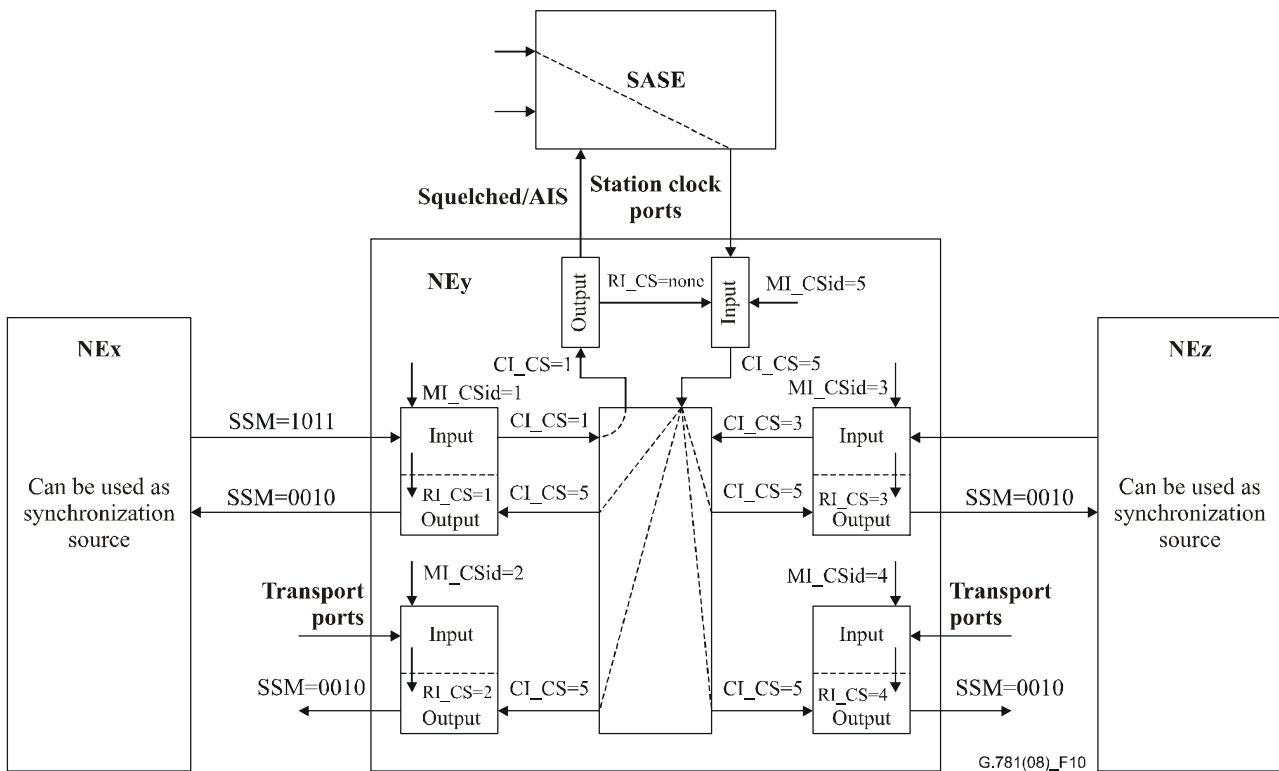 SASE
Squelched/AIS
Station clock
ports
NEy
Output
RI_CS=none
Input
MI_CSid=5
NEx
NEz
CI_CS=1
CI_CS=5
MI_CSid=1
MI_CSid=3
SSM=1011
Input
CI_CS=1
CI_CS=3
Input
Can be used as
synchronization
source
SSM=0010
RI_CS=1
Output
CI_CS=5
CI_CS=5
RI_CS=3
Output
SSM=0010
Can be used as
synchronization
source
MI_CSid=2
MI_CSid=4
Transport
ports
Input
Input
Transport
ports
SSM=0010
RI_CS=2
Output
CI_CS=5
CI_CS=5
RI_CS=4
Output
SSM=0010
G.781(08)_F10